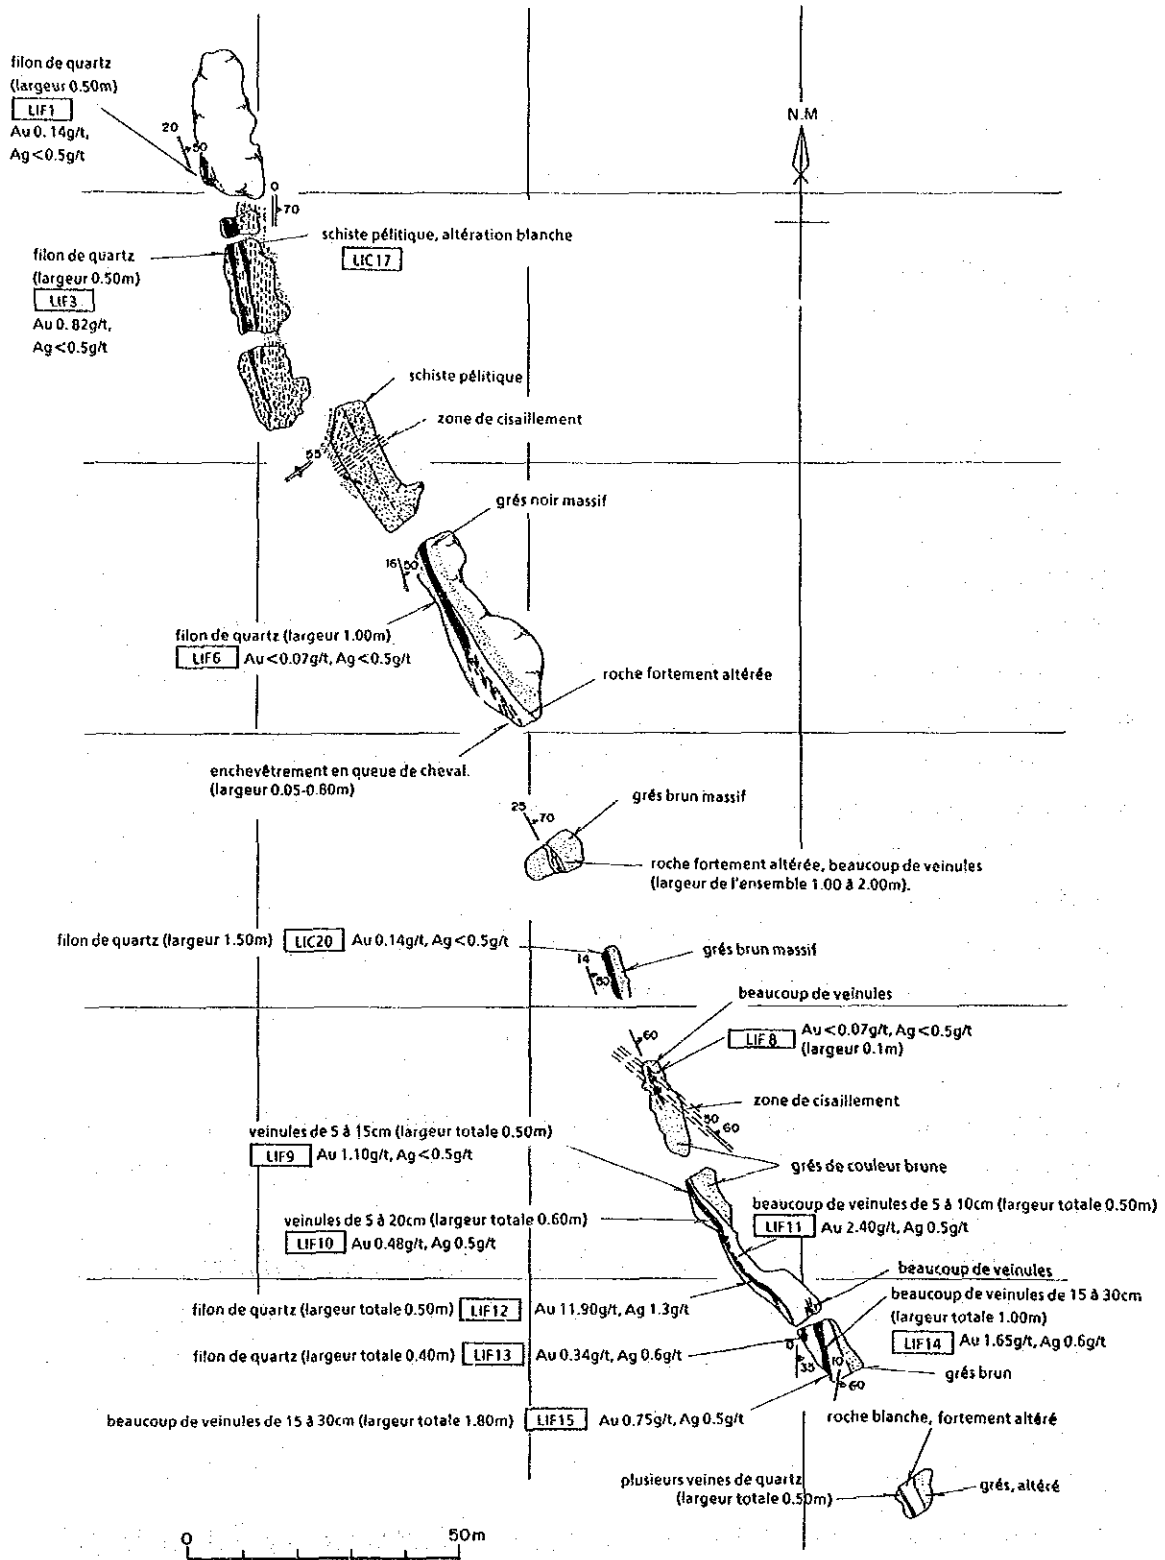 filon de quartz
(largeur 0.50m)
LIF1
Au 0.14g/t,
Ag<0.5g/t
20
50
N.M
0
70
schiste pélitique, altération blanche
LIC17
filon de quartz
(largeur 0.50m)
LIF3
Au 0.82g/t,
Ag<0.5g/t
schiste pélitique
zone de cisaillement
55
grés noir massif
16
50
filon de quartz (largeur 1.00m)
LIF6 Au<0.07g/t, Ag<0.5g/t
roche fortement altérée
enchevêtrement en queue de cheval.
(largeur 0.05-0.80m)
25
70
grés brun massif
roche fortement altérée, beaucoup de veinules
(largeur de l'ensemble 1.00 à 2.00m).
filon de quartz (largeur 1.50m) LIC20 Au 0.14g/t, Ag<0.5g/t
14
50
grés brun massif
beaucoup de veinules
60
LIF8 Au<0.07g/t, Ag<0.5g/t
(largeur 0.1m)
zone de cisaillement
50
60
veinules de 5 à 15cm (largeur totale 0.50m)
LIF9 Au 1.10g/t, Ag<0.5g/t
grés de couleur brune
beaucoup de veinules de 5 à 10cm (largeur totale 0.50m)
LIF11 Au 2.40g/t, Ag 0.5g/t
veinules de 5 à 20cm (largeur totale 0.60m)
LIF10 Au 0.48g/t, Ag 0.5g/t
beaucoup de veinules
filon de quartz (largeur totale 0.50m) LIF12 Au 11.90g/t, Ag 1.3g/t
beaucoup de veinules de 15 à 30cm
(largeur totale 1.00m)
LIF14 Au 1.65g/t, Ag 0.6g/t
filon de quartz (largeur totale 0.40m) LIF13 Au 0.34g/t, Ag 0.6g/t
0
35
10
60
grés brun
beaucoup de veinules de 15 à 30cm (largeur totale 1.80m) LIF15 Au 0.75g/t, Ag 0.5g/t
roche blanche, fortement altéré
plusieurs veines de quartz
(largeur totale 0.50m)
grés, altéré
0 50m